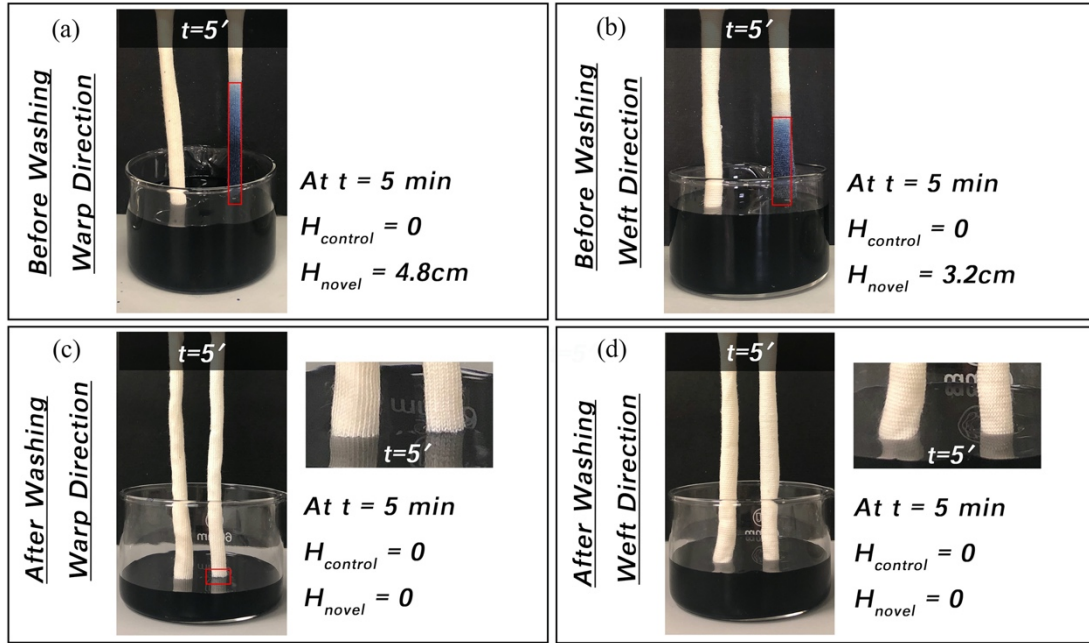 (a)
t=5′
Before Washing
Warp Direction
At t = 5 min
H_control = 0
H_novel = 4.8cm
(b)
t=5′
Before Washing
Weft Direction
At t = 5 min
H_control = 0
H_novel = 3.2cm
(c)
t=5′
After Washing
Warp Direction
t=5′
At t = 5 min
H_control = 0
H_novel = 0
(d)
t=5′
After Washing
Weft Direction
t=5′
At t = 5 min
H_control = 0
H_novel = 0